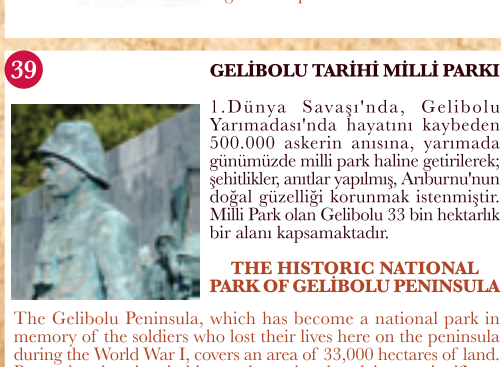 39
GELİBOLU TARİHİ MİLLİ PARKI
1.Dünya Savaşı'nda, Gelibolu
Yarımadası'nda hayatını kaybeden
500.000 askerin anısına, yarımada
günümüzde milli park haline getirilerek;
şehitlikler, anıtlar yapılmış, Arıburnu'nun
doğal güzelliği korunmak istenmiştir.
Milli Park olan Gelibolu 33 bin hektarlık
bir alanı kapsamaktadır.
THE HISTORIC NATIONAL
PARK OF GELİBOLU PENINSULA
The Gelibolu Peninsula, which has become a national park in
memory of the soldiers who lost their lives here on the peninsula
during the World War I, covers an area of 33,000 hectares of land.